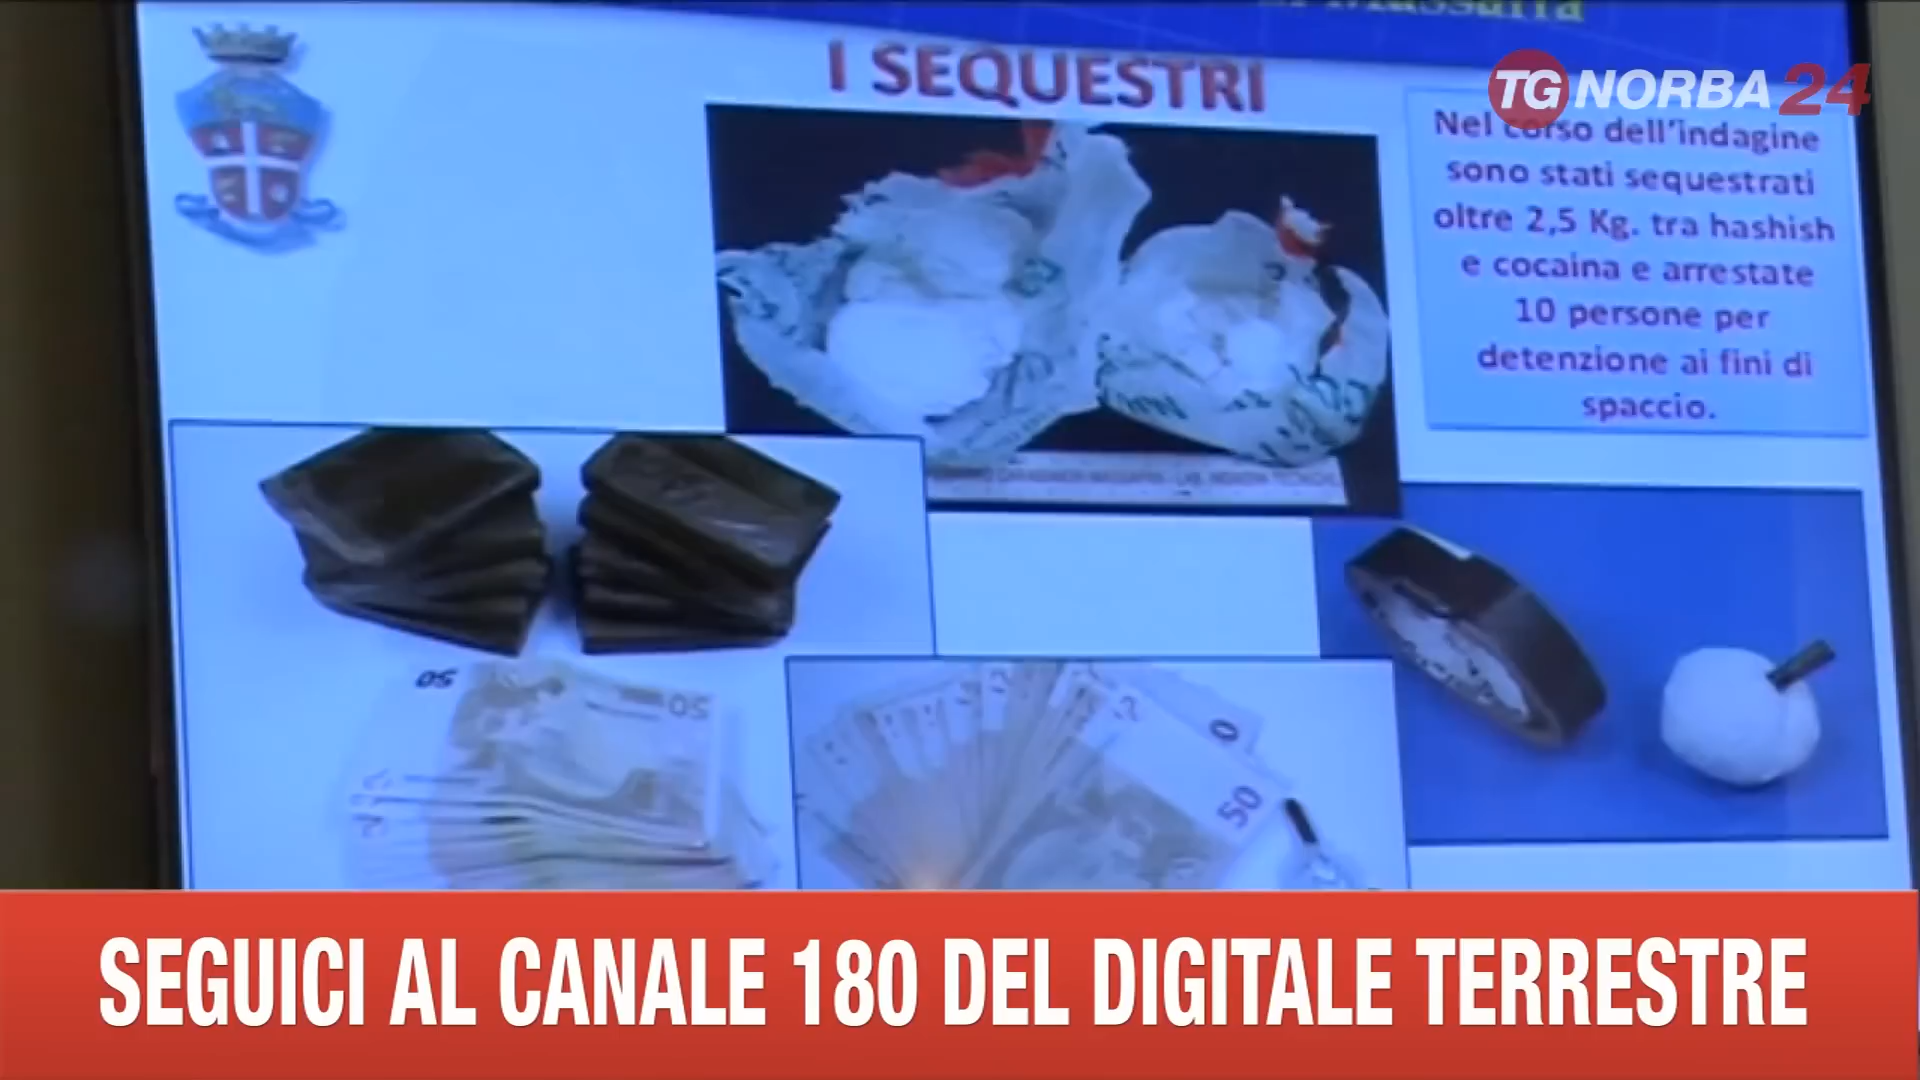 Massafra
I SEQUESTRI
TG NORBA 24
Nel corso dell'indagine
sono stati sequestrati
oltre 2,5 Kg. tra hashish
e cocaina e arrestate
10 persone per
detenzione ai fini di
spaccio.
50
50
50
SEGUICI AL CANALE 180 DEL DIGITALE TERRESTRE